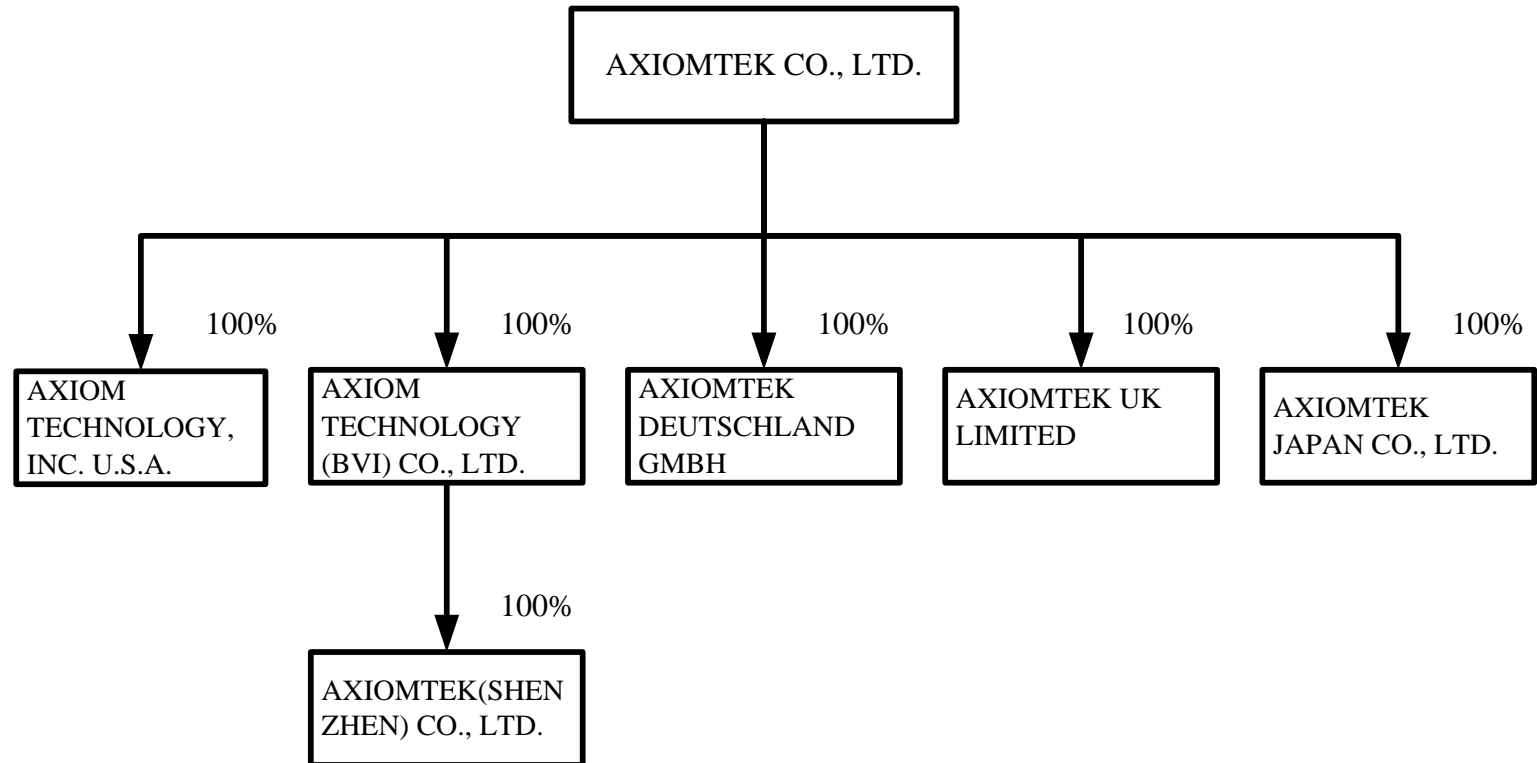 AXIOMTEK CO., LTD.
100%
100%
100%
100%
100%
AXIOM
TECHNOLOGY,
INC. U.S.A.
AXIOM
TECHNOLOGY
(BVI) CO., LTD.
AXIOMTEK
DEUTSCHLAND
GMBH
AXIOMTEK UK
LIMITED
AXIOMTEK
JAPAN CO., LTD.
100%
AXIOMTEK(SHEN
ZHEN) CO., LTD.